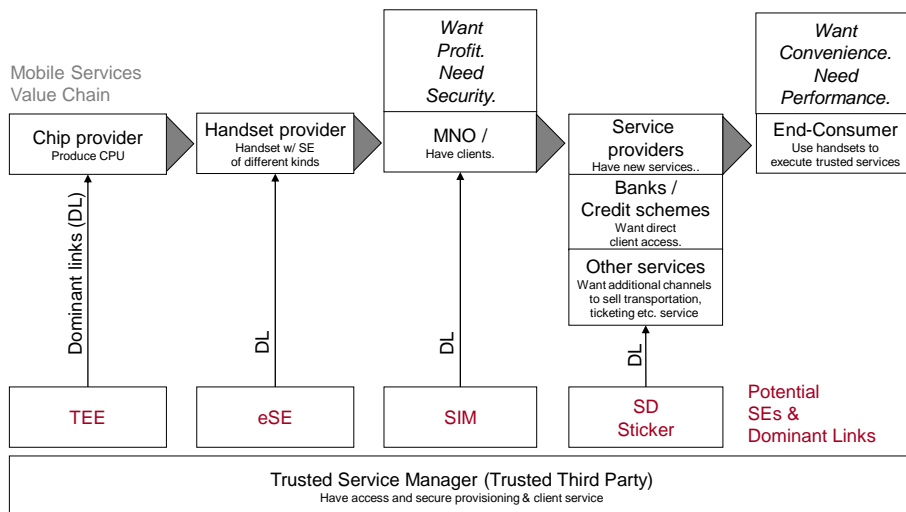 Want
Profit.
Need
Security.
Want
Convenience.
Need
Performance.
Mobile Services
Value Chain
Chip provider
Produce CPU
Handset provider
Handset w/ SE
of different kinds
MNO /
Have clients.
Service
providers
Have new services..
End-Consumer
Use handsets to
execute trusted services
Banks /
Credit schemes
Want direct
client access.
Other services
Want additional channels
to sell transportation,
ticketing etc. service
Dominant links (DL)
DL
DL
DL
TEE
eSE
SIM
SD
Sticker
Potential
SEs &
Dominant Links
Trusted Service Manager (Trusted Third Party)
Have access and secure provisioning & client service